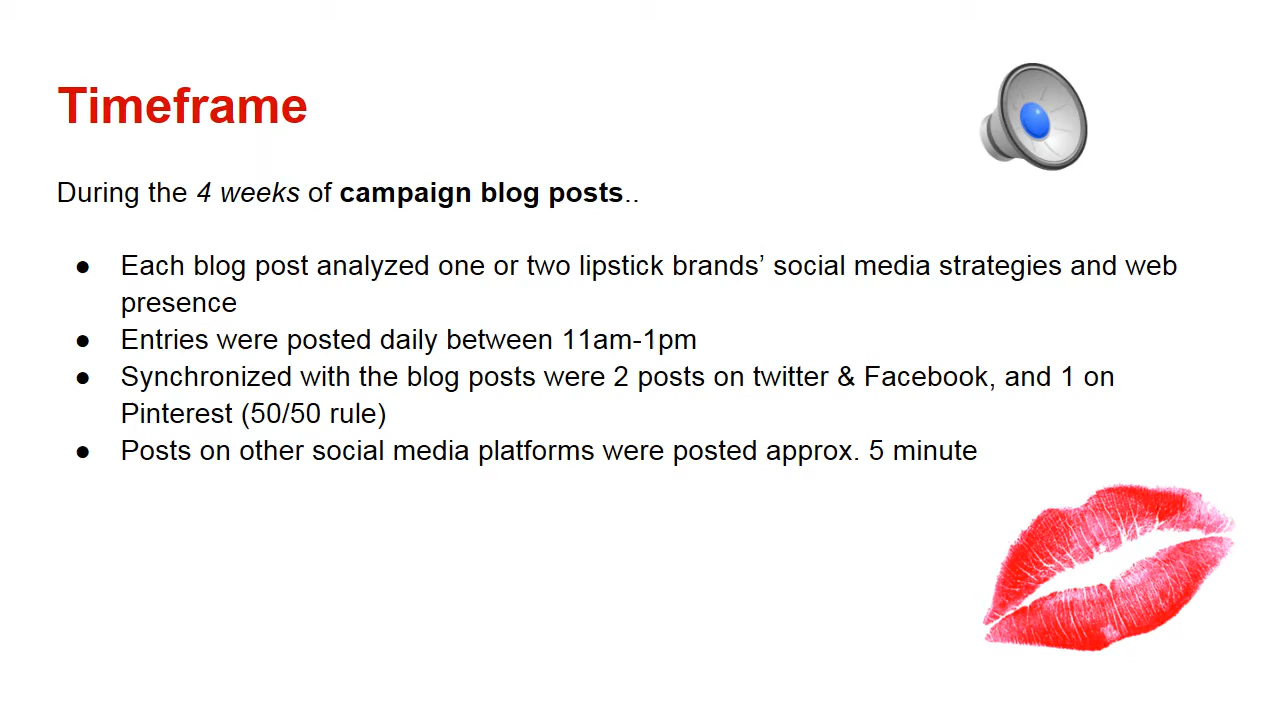 Timeframe
During the 4 weeks of campaign blog posts..
● Each blog post analyzed one or two lipstick brands’ social media strategies and web
presence
● Entries were posted daily between 11am-1pm
● Synchronized with the blog posts were 2 posts on twitter & Facebook, and 1 on
Pinterest (50/50 rule)
● Posts on other social media platforms were posted approx. 5 minute